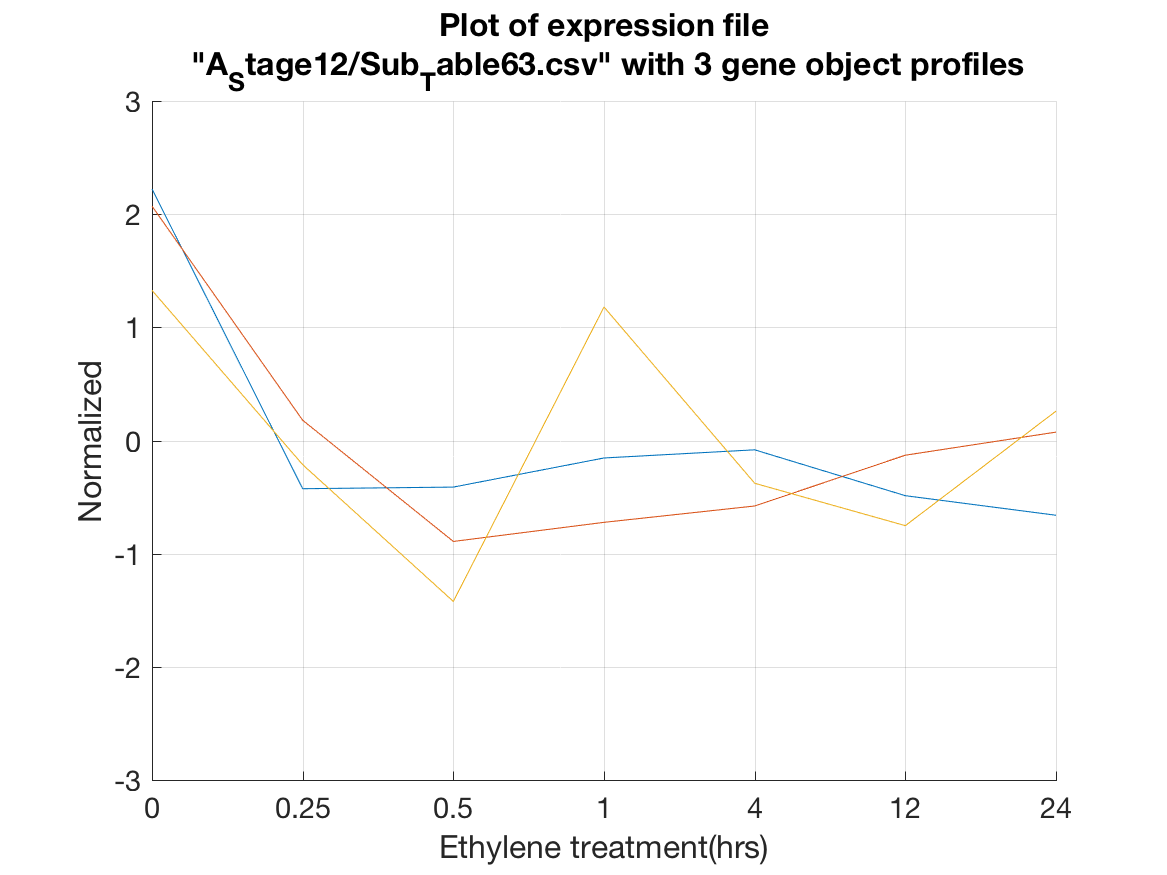 Plot of expression file
"A_Stage12/Sub_Table63.csv" with 3 gene object profiles
3
2
1
0
-1
-2
-3
Normalized
0 0.25 0.5 1 4 12 24
Ethylene treatment(hrs)